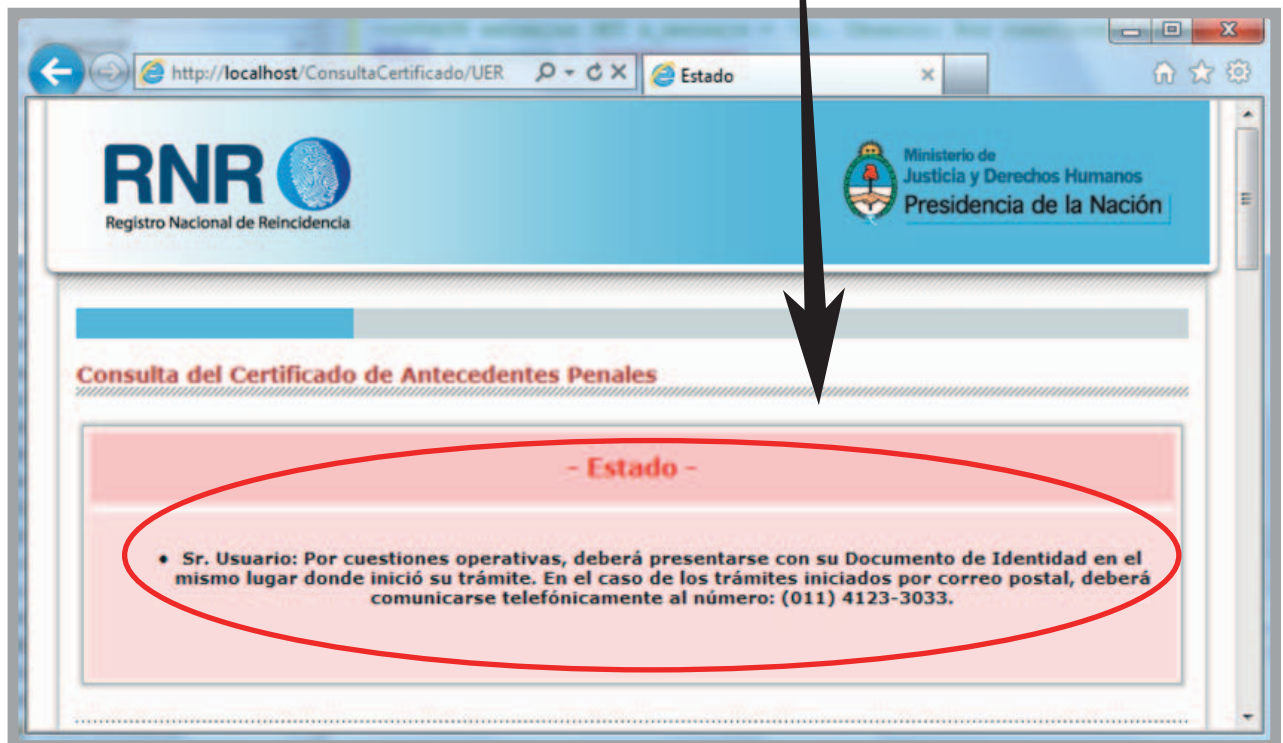 http://localhost/ConsultaCertificado/UER
Estado
RNR
Registro Nacional de Reincidencia
Ministerio de
Justicia y Derechos Humanos
Presidencia de la Nación
Consulta del Certificado de Antecedentes Penales
- Estado -
• Sr. Usuario: Por cuestiones operativas, deberá presentarse con su Documento de Identidad en el
mismo lugar donde inició su trámite. En el caso de los trámites iniciados por correo postal, deberá
comunicarse telefónicamente al número: (011) 4123-3033.